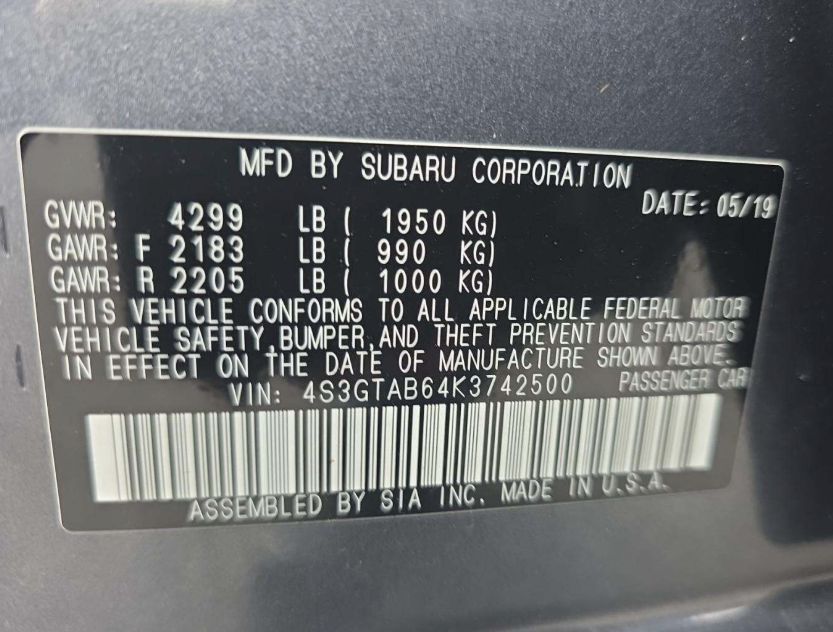 MFD BY SUBARU CORPORATION
DATE: 05/19
GVWR: 4299 LB ( 1950 KG)
GAWR: F 2183 LB ( 990 KG)
GAWR: R 2205 LB ( 1000 KG)
THIS VEHICLE CONFORMS TO ALL APPLICABLE FEDERAL MOTOR
VEHICLE SAFETY, BUMPER, AND THEFT PREVENTION STANDARDS
IN EFFECT ON THE DATE OF MANUFACTURE SHOWN ABOVE.
VIN: 4S3GTAB64K3742500 PASSENGER CAR
ASSEMBLED BY SIA INC. MADE IN U.S.A.